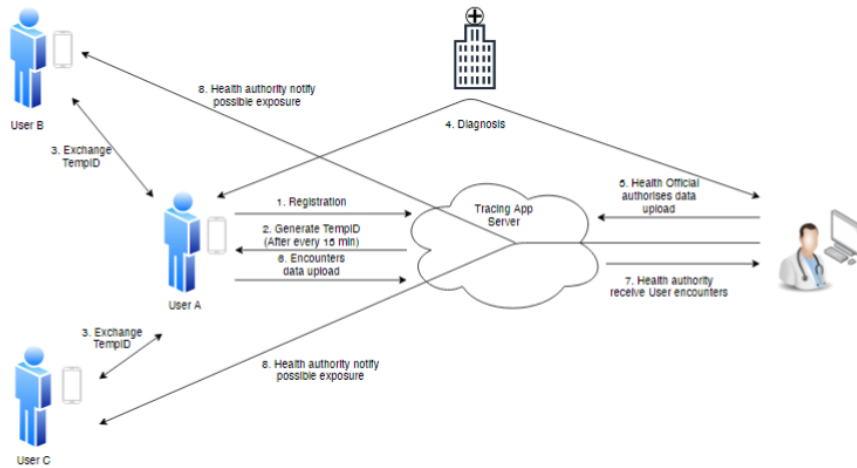 8. Health authority notify
possible exposure
User B
4. Diagnosis
3. Exchange
TempID
1. Registration
Tracing App
Server
5. Health Official
authorises data
upload
2. Generate TempID
(After every 15 min)
6. Encounters
data upload
7. Health authority
receive User encounters
User A
3. Exchange
TempID
8. Health authority notify
possible exposure
User C